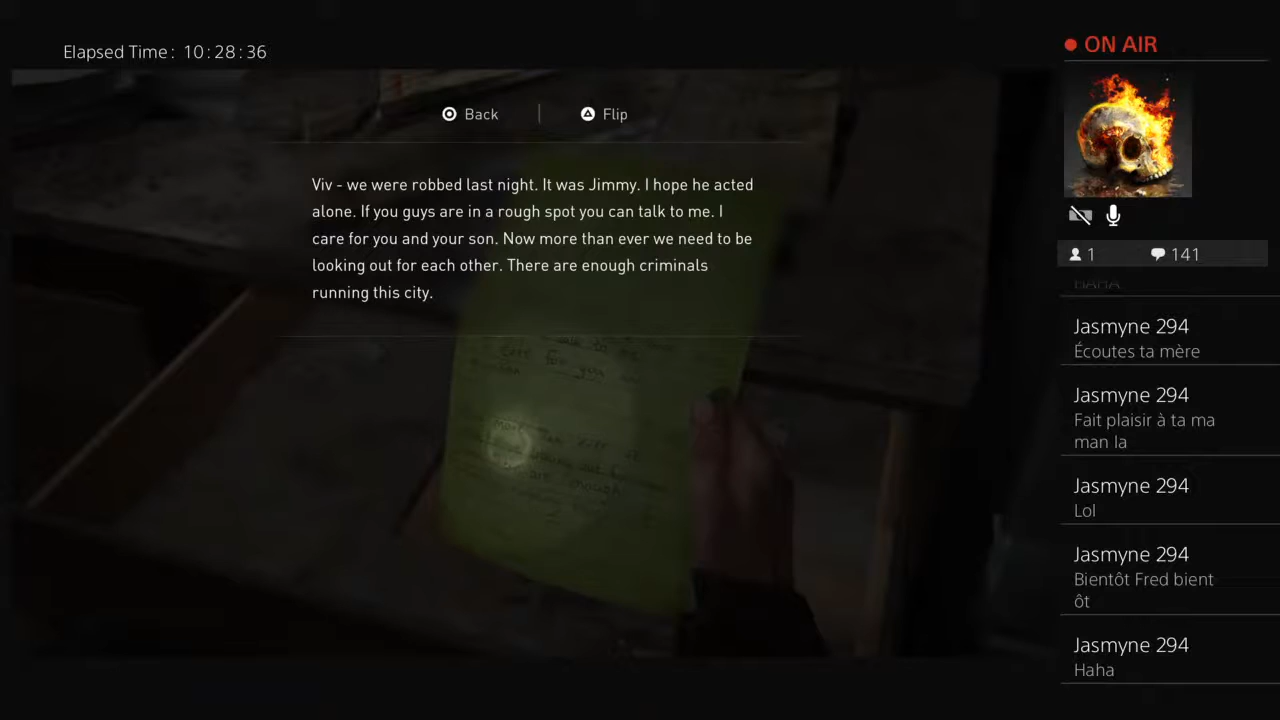 Elapsed Time: 10:28:36
ON AIR
Back
Flip
Viv - we were robbed last night. It was Jimmy. I hope he acted
alone. If you guys are in a rough spot you can talk to me. I
care for you and your son. Now more than ever we need to be
looking out for each other. There are enough criminals
running this city.
1
141
Jasmyne 294
Écoutes ta mère
Jasmyne 294
Fait plaisir à ta ma
man la
Jasmyne 294
Lol
Jasmyne 294
Bientôt Fred bient
ôt
Jasmyne 294
Haha